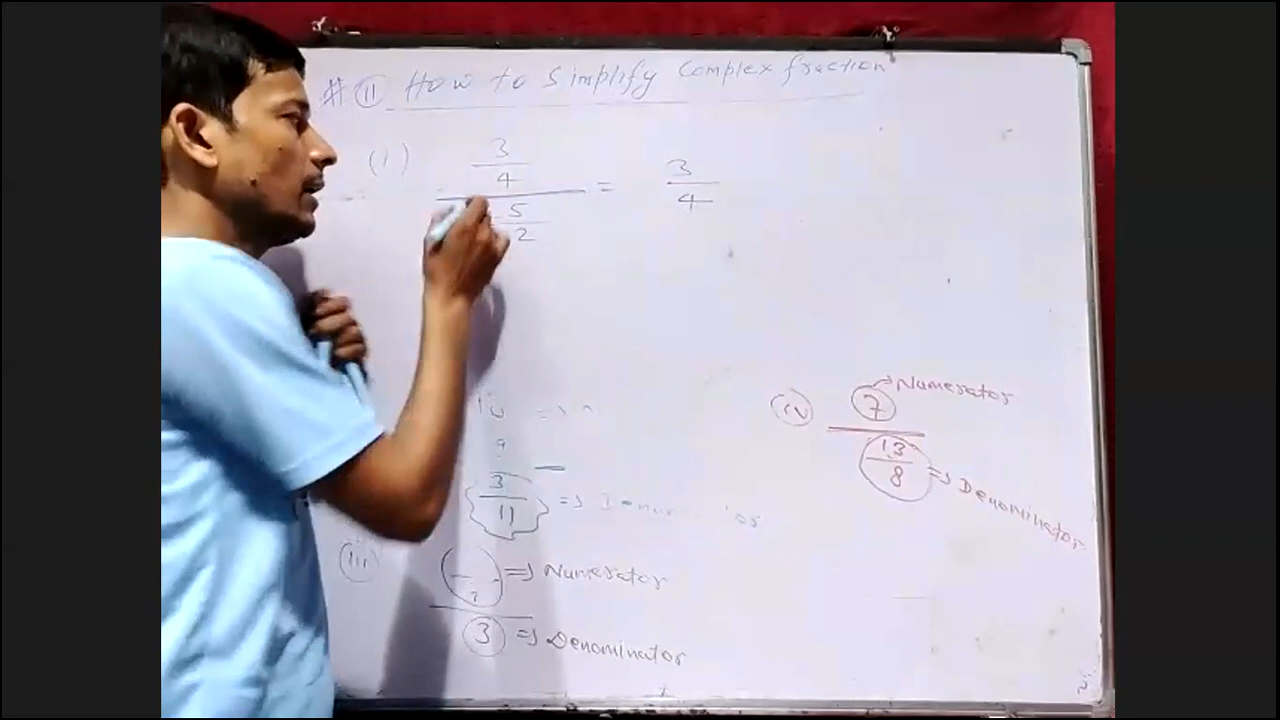 # 11 How to Simplify Complex fraction
(i)
3
4
5
2
=
3
4
3
11
=>
(iv)
7
→ Numerator
13
8
=> Denominator
(iii)
=> Numerator
3 => Denominator